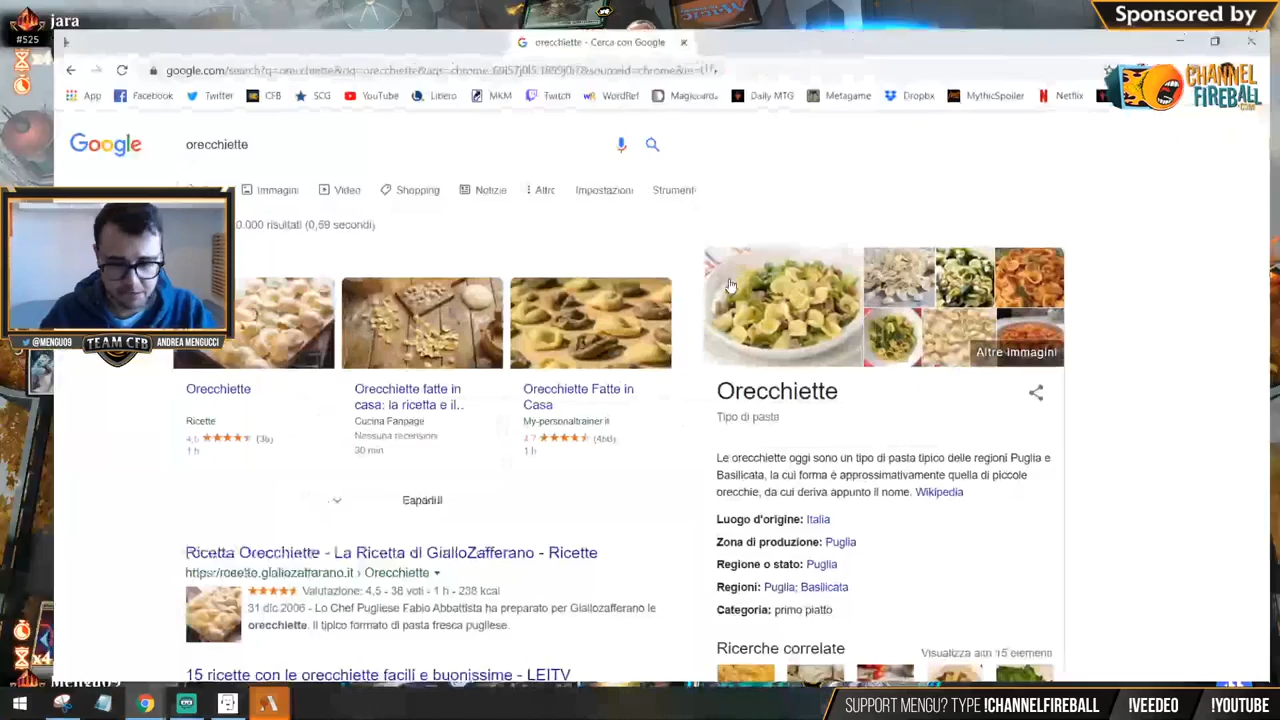 jara
#525
Sponsored by
orecchiette - Cerca con Google
CHANNEL
FIREBALL
.COM
App Facebook Twitter CFB SCG YouTube Libero MKM Twitch WordRef Magiccards Daily MTG Metagame Dropbx MythicSpoiler Netflix
Google
orecchiette
Immagini Video Shopping Notizie Altro Impostazioni Strumenti
0.000 risultati (0,59 secondi)
Altre immagini
@MENGU09 TEAM CFB ANDREA MENGUCCI
Orecchiette
Ricette
1 h
Orecchiette fatte in
casa: la ricetta e il..
Cucina Fanpage
Nessuna recensione
30 min
Orecchiette Fatte in
Casa
My-personaltrainer.it
1 h
Espandi
Orecchiette
Tipo di pasta
Le orecchiette oggi sono un tipo di pasta tipico delle regioni Puglia e
Basilicata, la cui forma è approssimativamente quella di piccole
orecchie, da cui deriva appunto il nome. Wikipedia
Luogo d'origine: Italia
Zona di produzione: Puglia
Regione o stato: Puglia
Regioni: Puglia; Basilicata
Categoria: primo piatto
Ricerche correlate
Visualizza altri 15 elementi
Ricetta Orecchiette - La Ricetta di GialloZafferano - Ricette
https://ricette.giallozafferano.it › Orecchiette
Valutazione: 4,5 - 38 voti - 1 h - 238 kcal
31 dic 2006 - Lo Chef Pugliese Fabio Abbattista ha preparato per Giallozafferano le
orecchiette. Il tipico formato di pasta fresca pugliese.
15 ricette con le orecchiette facili e buonissime - LEITV
SUPPORT MENGU? TYPE !CHANNELFIREBALL !VEEDEO !YOUTUBE